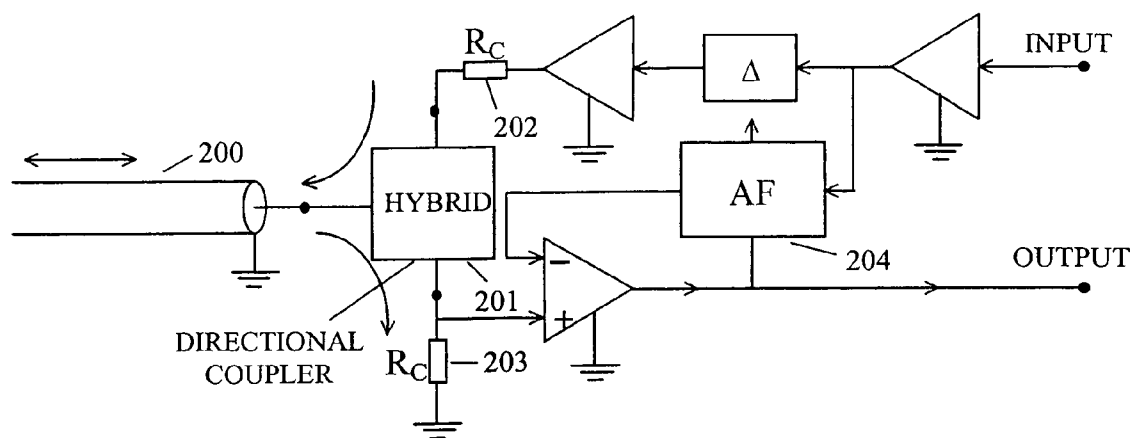 R_C
INPUT
Δ
202
200
HYBRID
AF
204
OUTPUT
201
−
+
DIRECTIONAL
COUPLER
R_C
203